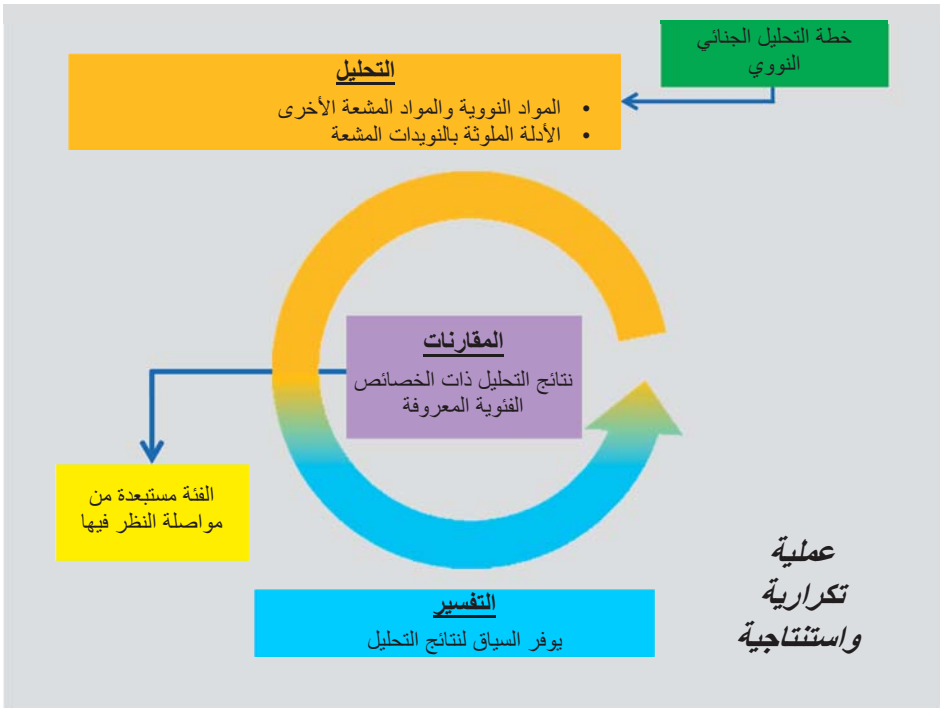 خطة التحليل الجنائي
النووي
التحليل
• المواد النووية والمواد المشعة الأخرى
• الأدلة الملوثة بالنويدات المشعة
المقارنات
نتائج التحليل ذات الخصائص
الفئوية المعروفة
الفئة مستبعدة من
مواصلة النظر فيها
التفسير
يوفر السياق لنتائج التحليل
عملية
تكرارية
واستنتاجية